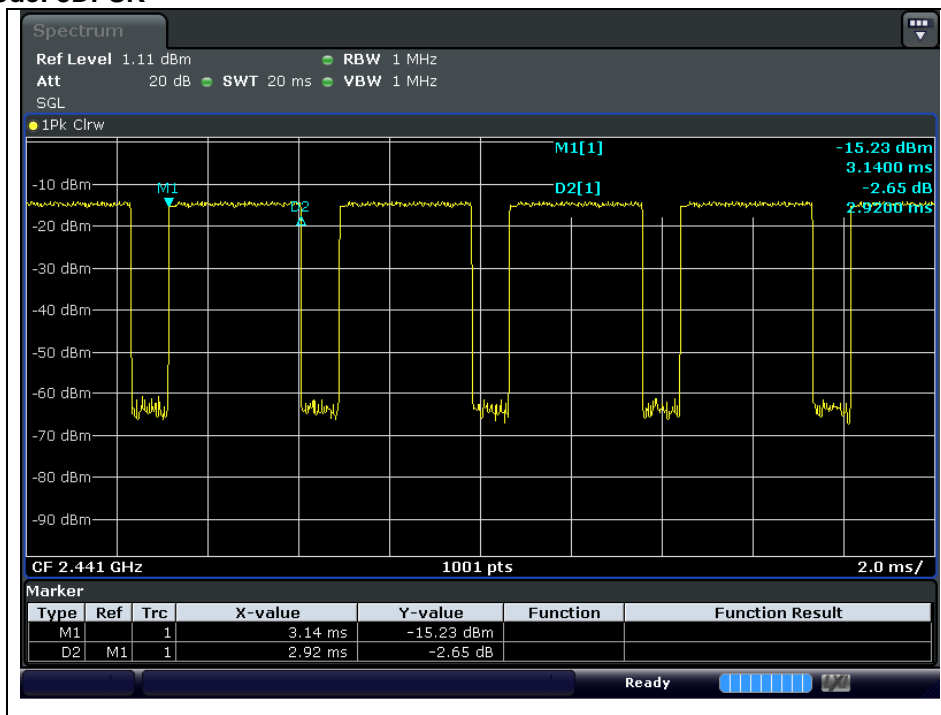 Spectrum
Ref Level 1.11 dBm RBW 1 MHz
Att 20 dB SWT 20 ms VBW 1 MHz
SGL
1Pk Clrw
M1[1] -15.23 dBm
3.1400 ms
D2[1] -2.65 dB
2.9200 ms
M1
D2
-10 dBm
-20 dBm
-30 dBm
-40 dBm
-50 dBm
-60 dBm
-70 dBm
-80 dBm
-90 dBm
CF 2.441 GHz 1001 pts 2.0 ms/
Marker
Type Ref Trc X-value Y-value Function Function Result
M1 1 3.14 ms -15.23 dBm
D2 M1 1 2.92 ms -2.65 dB
Ready